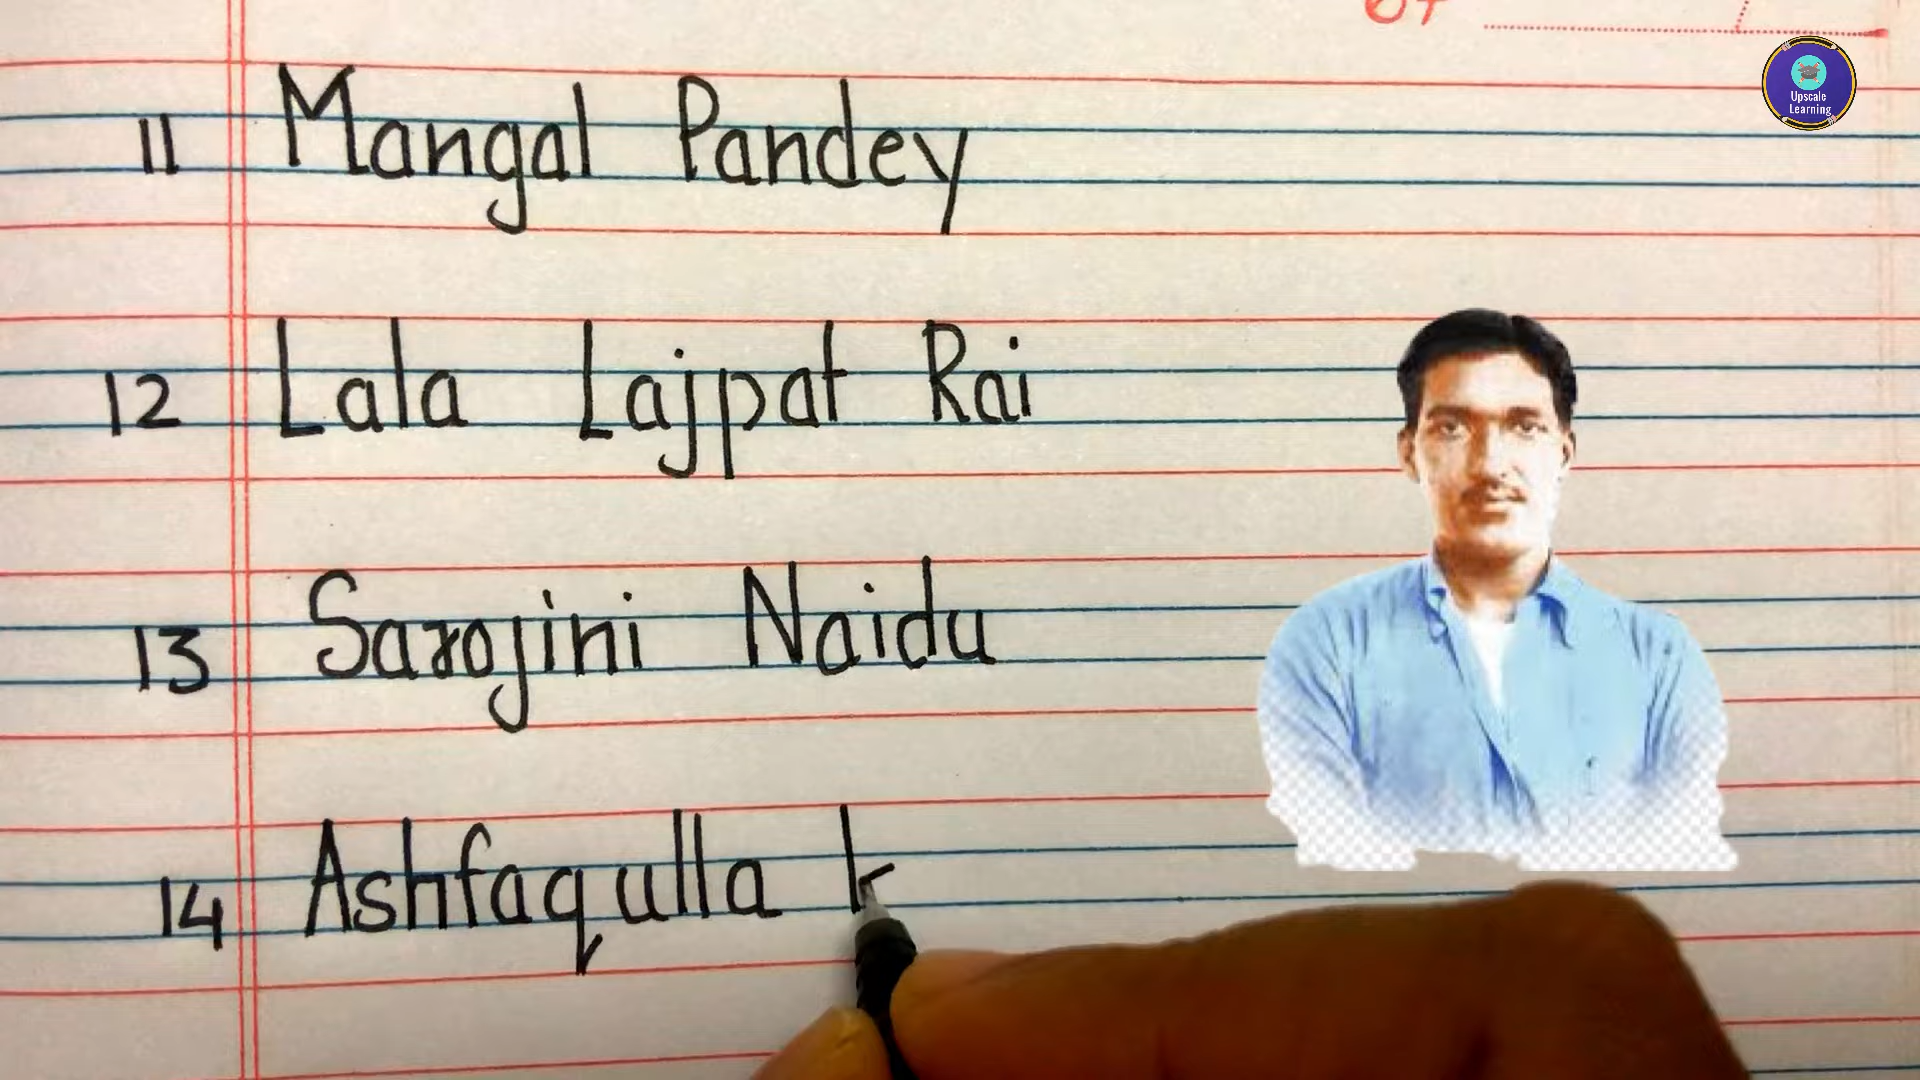 11 Mangal Pandey
Upscale
Learning
12 Lala Lajpat Rai
13 Sarojini Naidu
14 Ashfaqulla